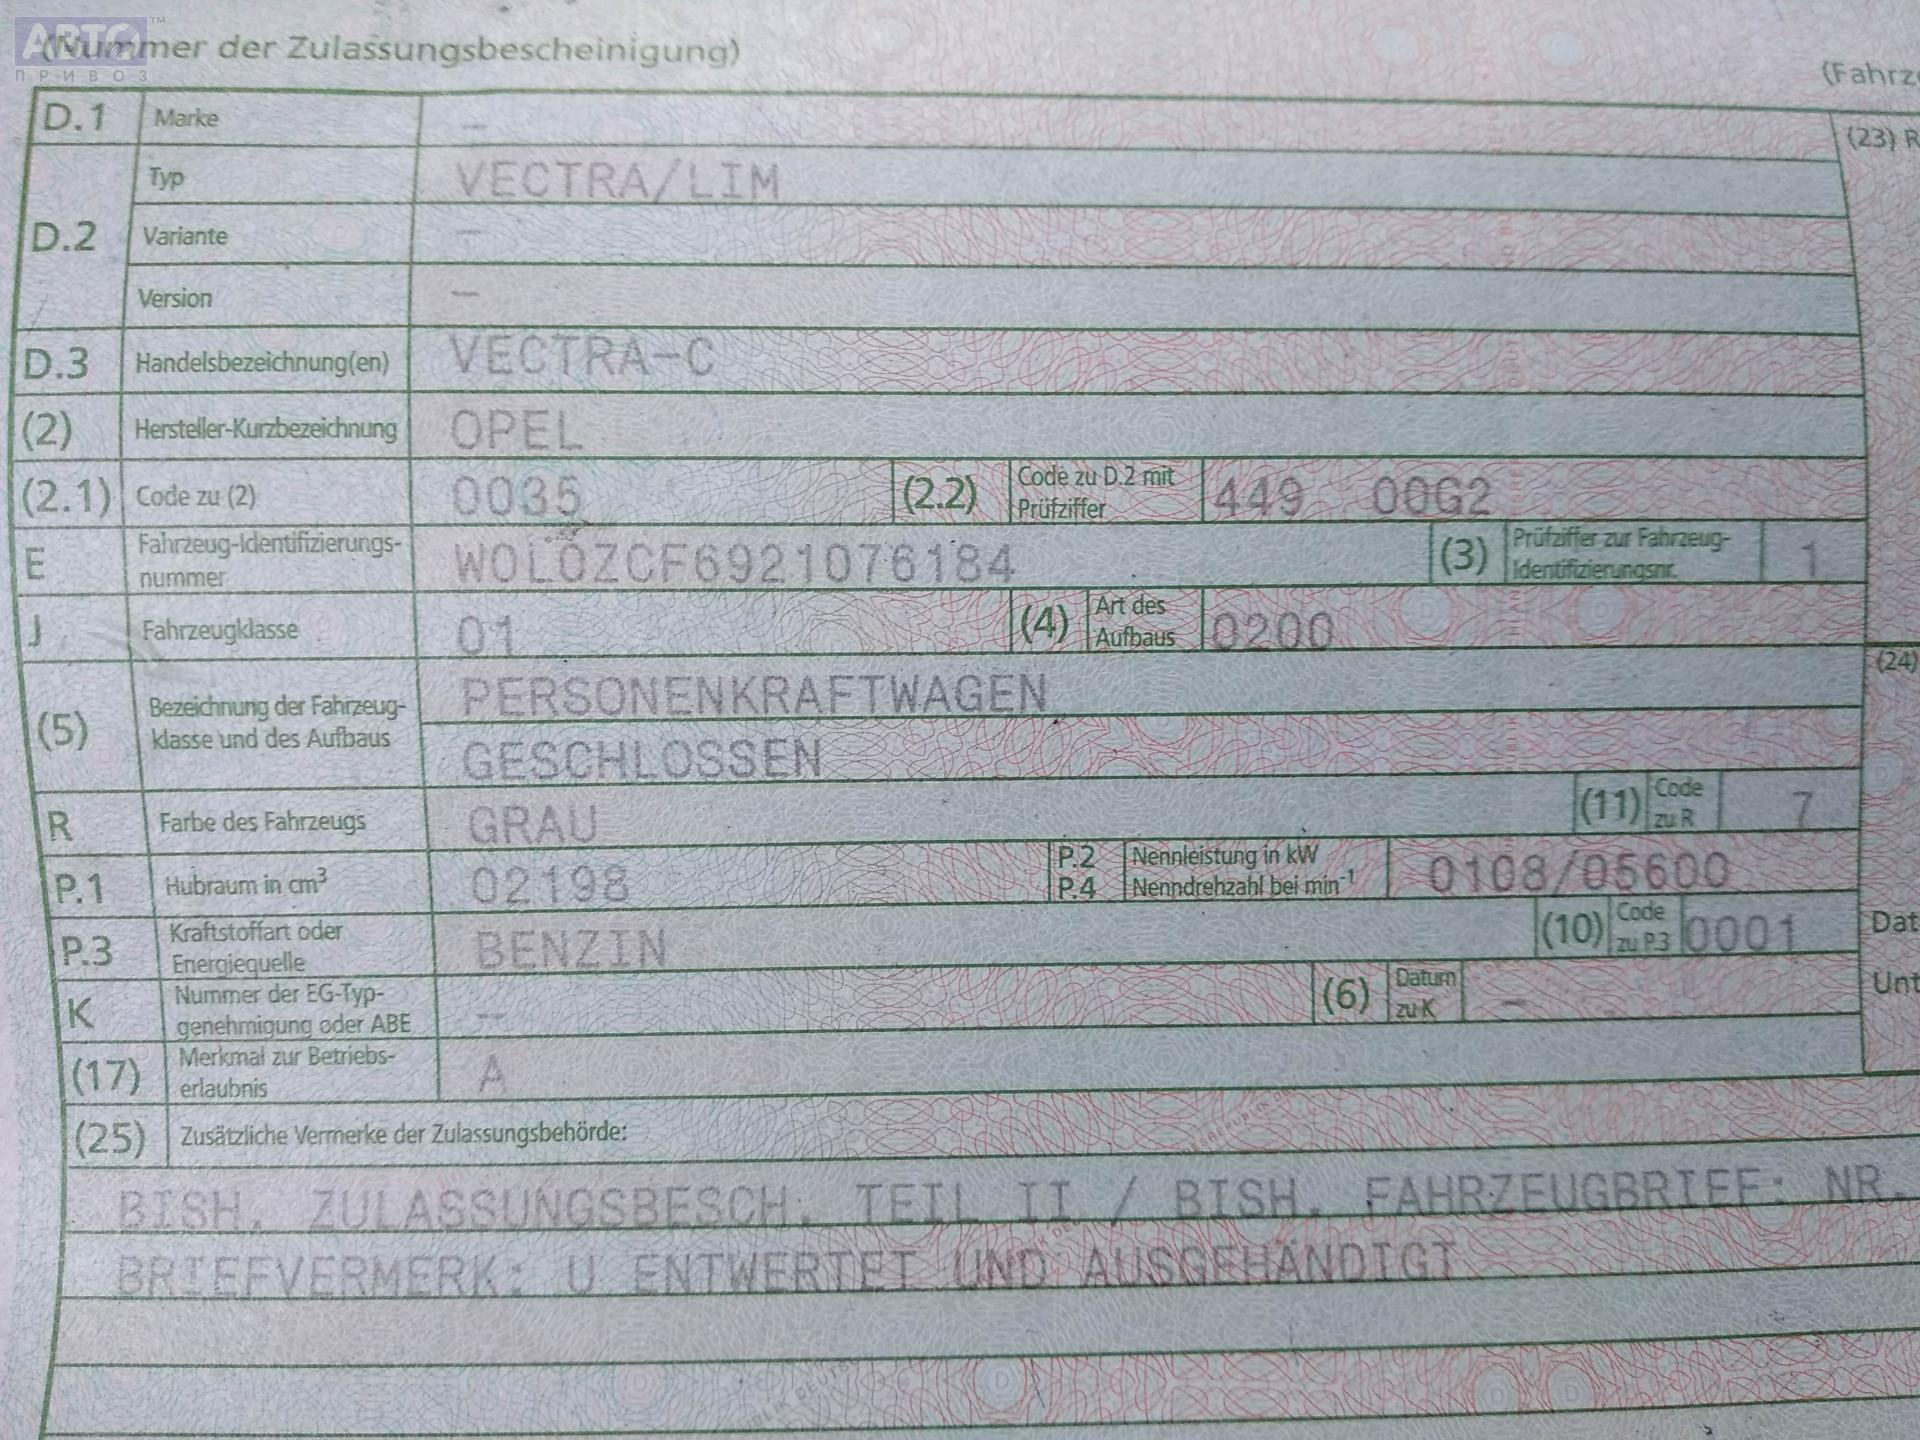 АВТО™
ПРИВОЗ
(Nummer der Zulassungsbescheinigung)
D.1 Marke –
(23) R
D.2 Typ VECTRA/LIM
Variante –
Version –
D.3 Handelsbezeichnung(en) VECTRA-C
(2) Hersteller-Kurzbezeichnung OPEL
(2.1) Code zu (2) 0035 (2.2) Code zu D.2 mit Prüfziffer 449 00G2
E Fahrzeug-Identifizierungs-
nummer W0L0ZCF6921076184 (3) Prüfziffer zur Fahrzeug-
Identifizierungsnr. 1
J Fahrzeugklasse 01 (4) Art des Aufbaus 0200
(24)
(5) Bezeichnung der Fahrzeug-
klasse und des Aufbaus PERSONENKRAFTWAGEN
GESCHLOSSEN
R Farbe des Fahrzeugs GRAU (11) Code zu R 7
P.1 Hubraum in cm³ 02198 P.2 Nennleistung in kW
P.4 Nenndrehzahl bei min⁻¹ 0108/05600
P.3 Kraftstoffart oder
Energiequelle BENZIN (10) Code zu P.3 0001
K Nummer der EG-Typ-
genehmigung oder ABE – (6) Datum zu K –
(17) Merkmal zur Betriebs-
erlaubnis A
(25) Zusätzliche Vermerke der Zulassungsbehörde:
BISH. ZULASSUNGSBESCH. TEIL II / BISH. FAHRZEUGBRIEF: NR.
BRIEFVERMERK: U ENTWERTET UND AUSGEHÄNDIGT